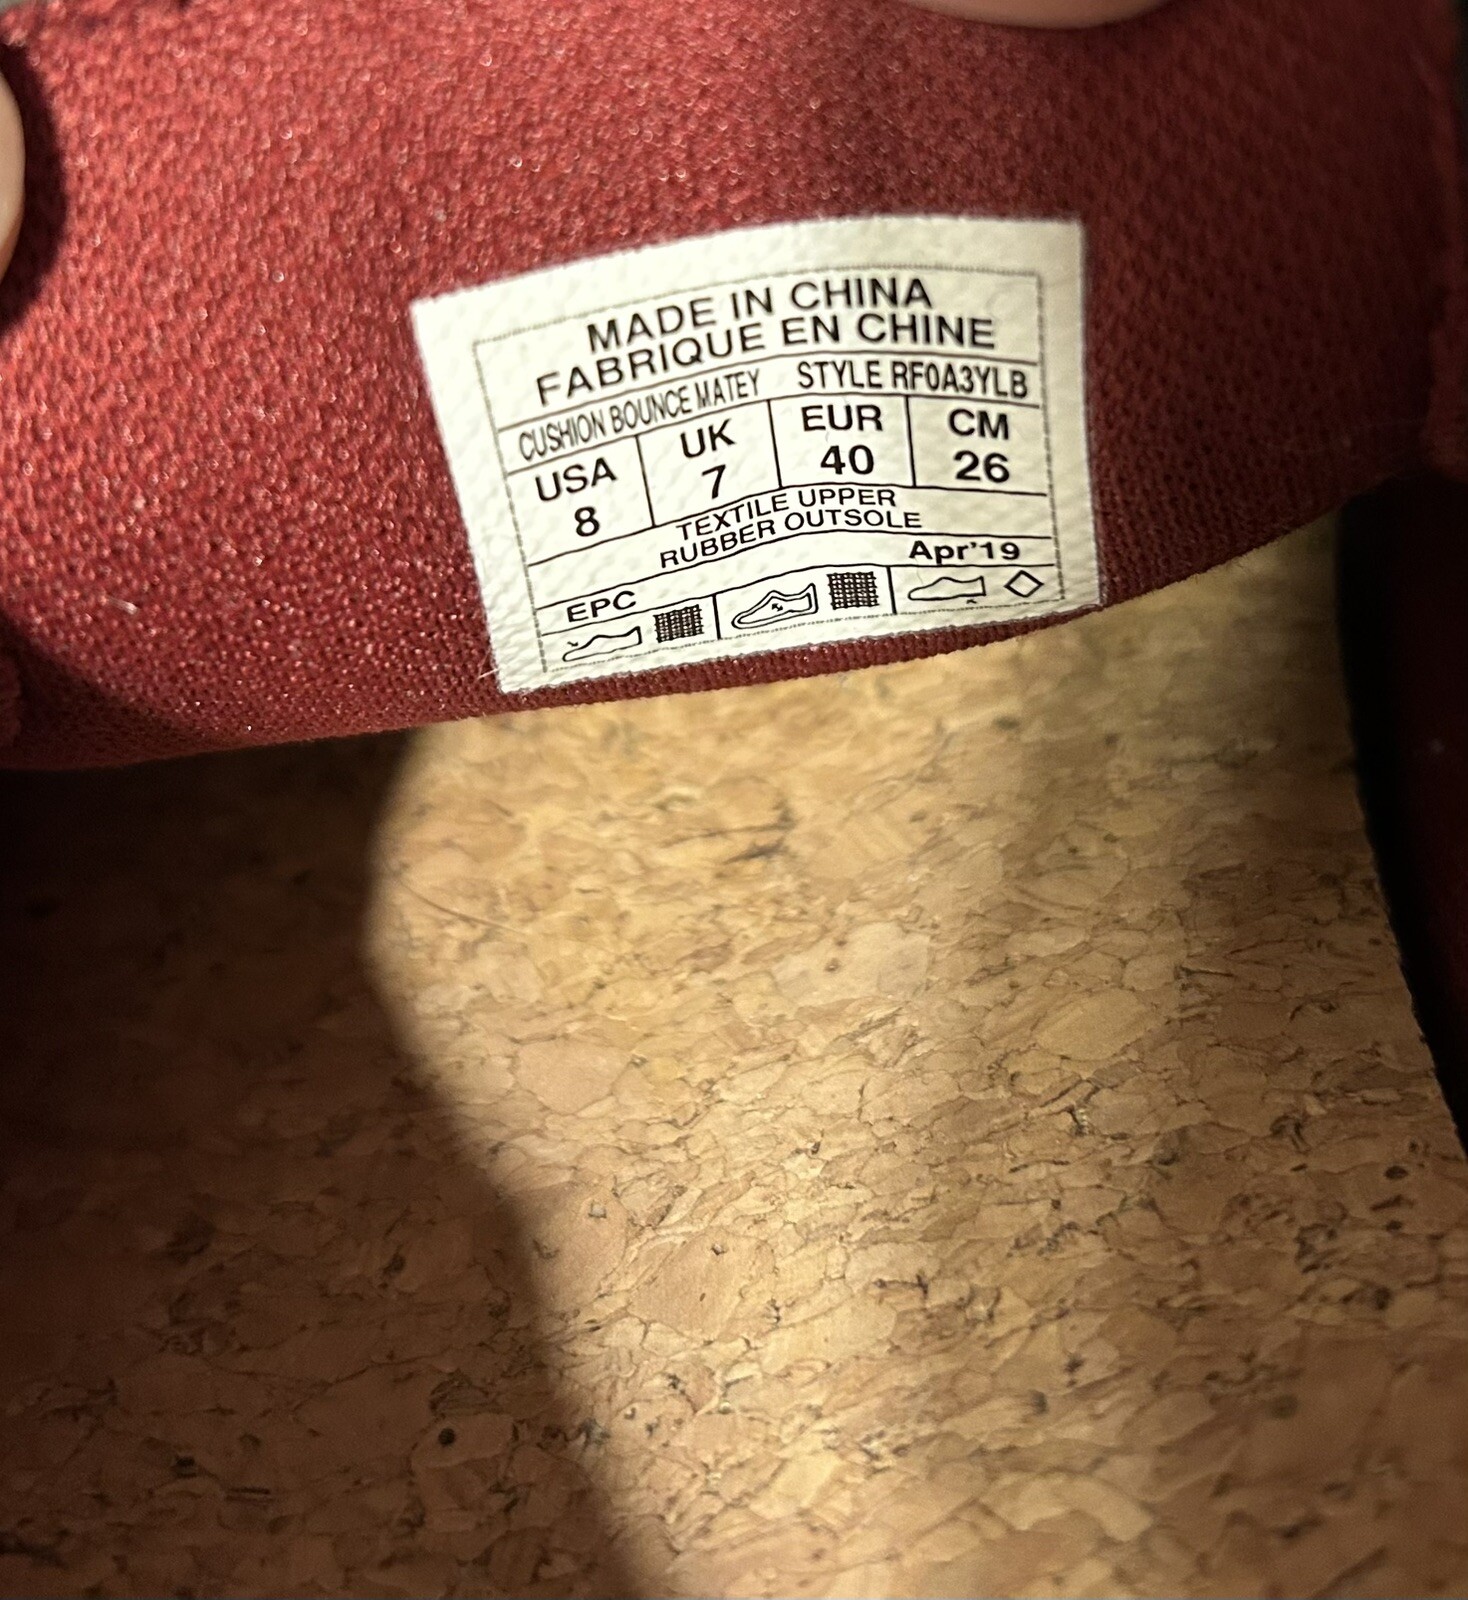 MADE IN CHINA
FABRIQUE EN CHINE
CUSHION BOUNCE MATEY STYLE RF0A3YLB
USA UK EUR CM
8 7 40 26
TEXTILE UPPER
RUBBER OUTSOLE
Apr'19
EPC